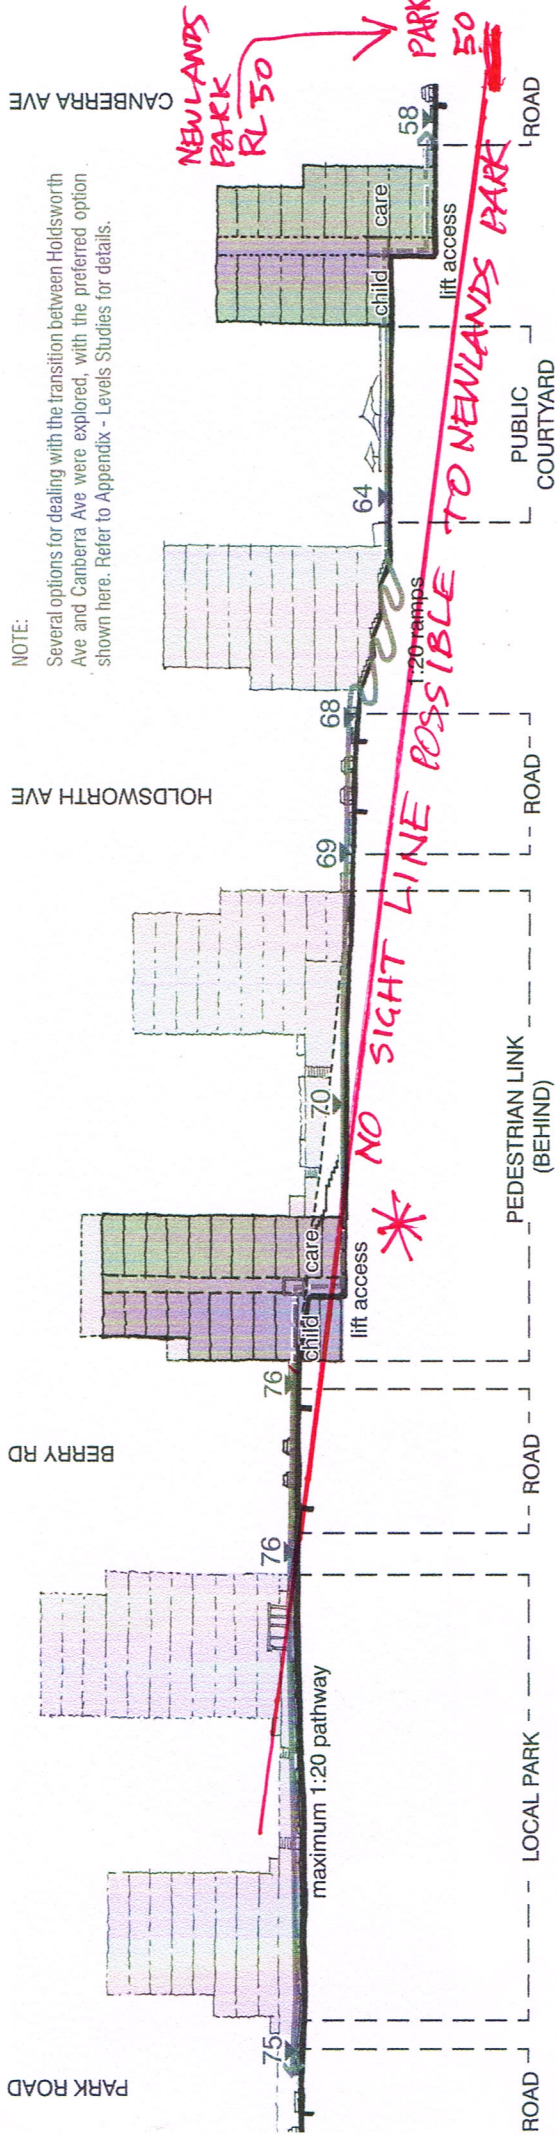 PARK ROAD
BERRY RD
HOLDSWORTH AVE
CANBERRA AVE
NOTE:
Several options for dealing with the transition between Holdsworth
Ave and Canberra Ave were explored, with the preferred option
shown here. Refer to Appendix - Levels Studies for details.
NEWLANDS
PARK
RL 50
PARK
50
75
76
76
70
69
68
64
58
maximum 1:20 pathway
child care
lift access
1:20 ramps
child care
lift access
* NO SIGHT LINE POSSIBLE TO NEWLANDS PARK
ROAD
LOCAL PARK
ROAD
PEDESTRIAN LINK
(BEHIND)
ROAD
PUBLIC
COURTYARD
ROAD